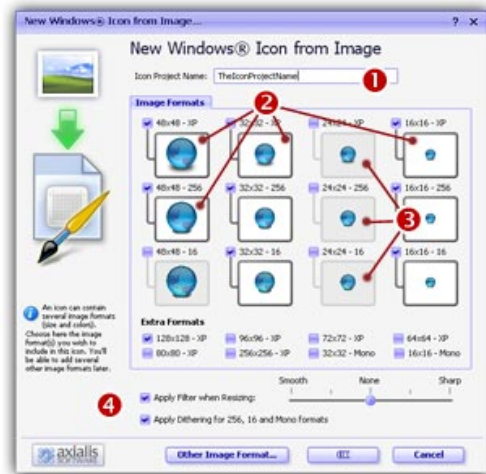 New Windows® Icon from Image... ? ×
New Windows® Icon from Image
Icon Project Name: TheIconProjectName
1
Image Formats
2
48x48 - XP 32x32 - XP 24x24 - XP 16x16 - XP
48x48 - 256 32x32 - 256 24x24 - 256 16x16 - 256
3
48x48 - 16 32x32 - 16 24x24 - 16 16x16 - 16
An icon can contain
several image formats
(size and colors).
Choose here the image
format(s) you wish to
include in this icon. You'll
be able to add several
other image formats later.
Extra Formats
128x128 - XP 96x96 - XP 72x72 - XP 64x64 - XP
80x80 - XP 256x256 - XP 32x32 - Mono 16x16 - Mono
Smooth None Sharp
4
Apply Filter when Resizing:
Apply Dithering for 256, 16 and Mono formats
axialis
SOFTWARE
Other Image Format... Cancel